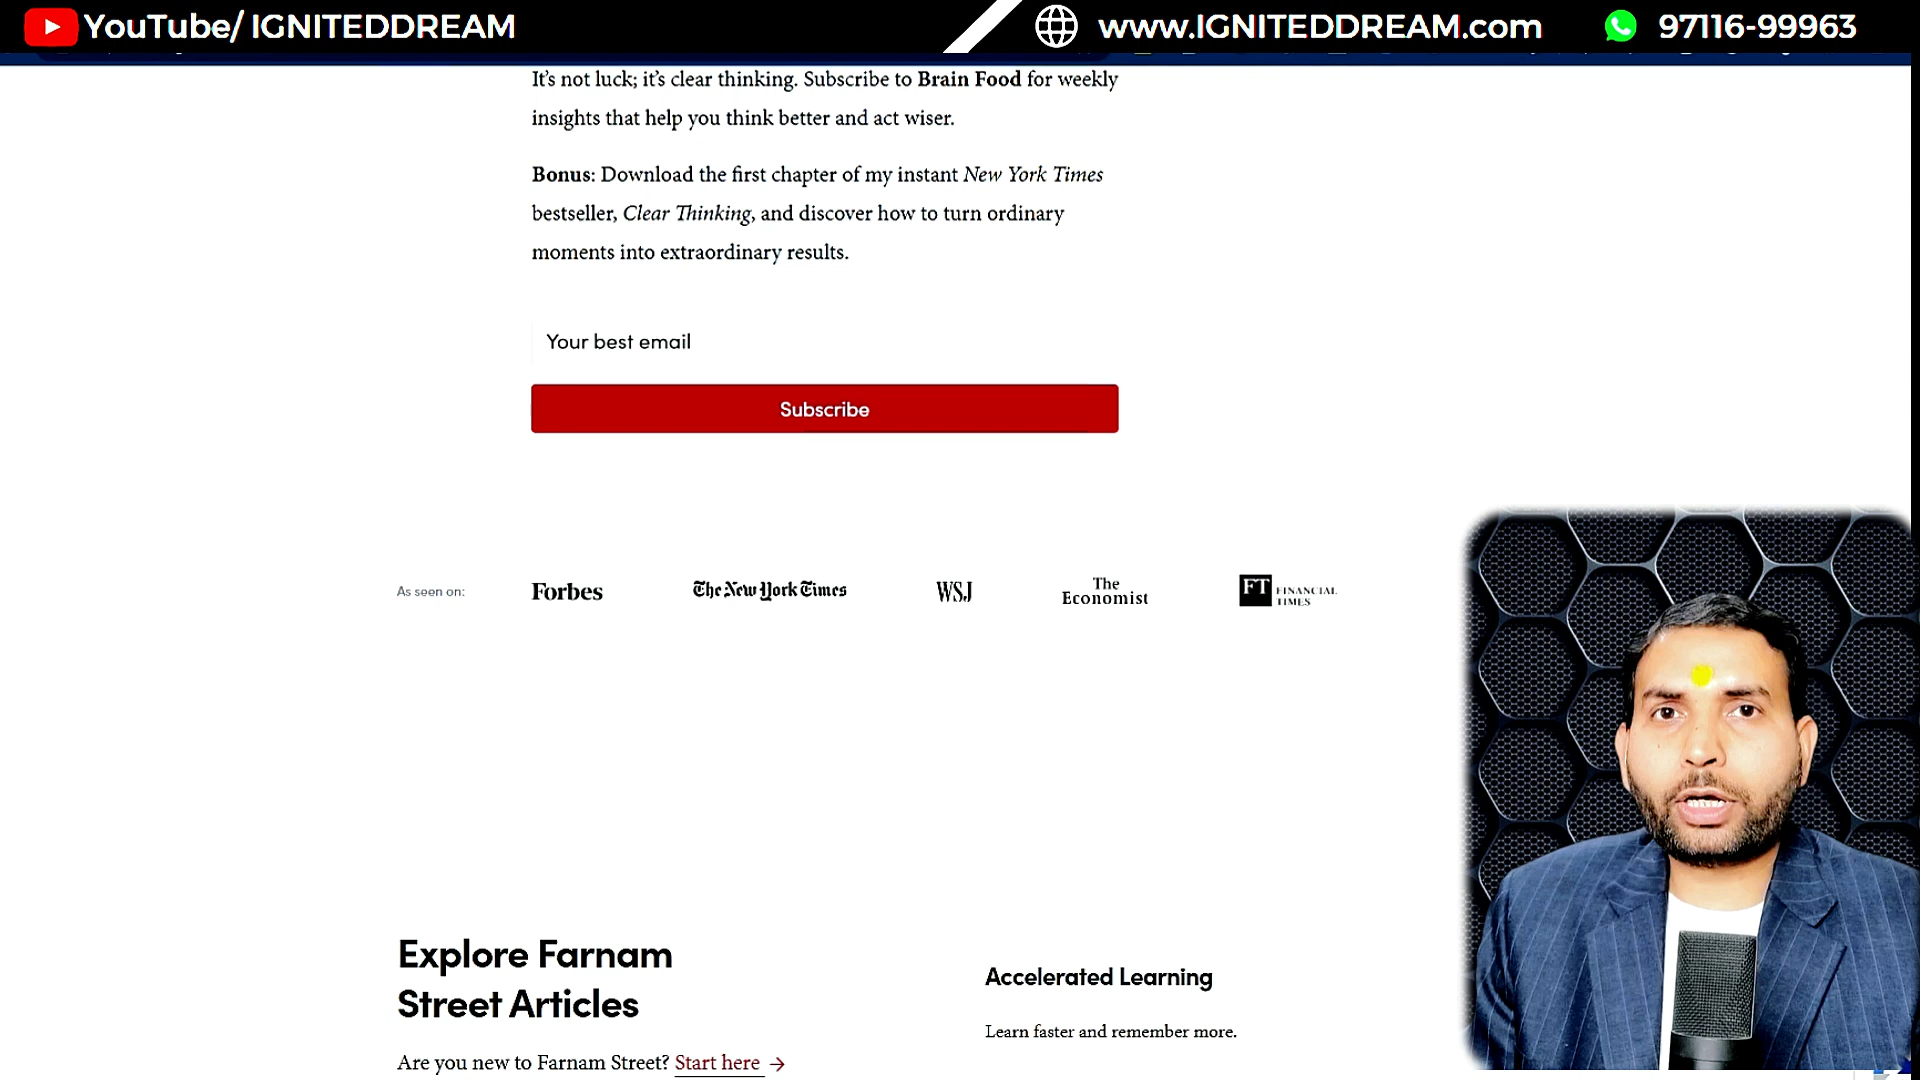 YouTube/ IGNITEDDREAM
www.IGNITEDDREAM.com
97116-99963
It's not luck; it's clear thinking. Subscribe to Brain Food for weekly
insights that help you think better and act wiser.
Bonus: Download the first chapter of my instant New York Times
bestseller, Clear Thinking, and discover how to turn ordinary
moments into extraordinary results.
Your best email
Subscribe
As seen on:
Forbes
The New York Times
WSJ
The
Economist
FT FINANCIAL
TIMES
Explore Farnam
Street Articles
Are you new to Farnam Street? Start here →
Accelerated Learning
Learn faster and remember more.